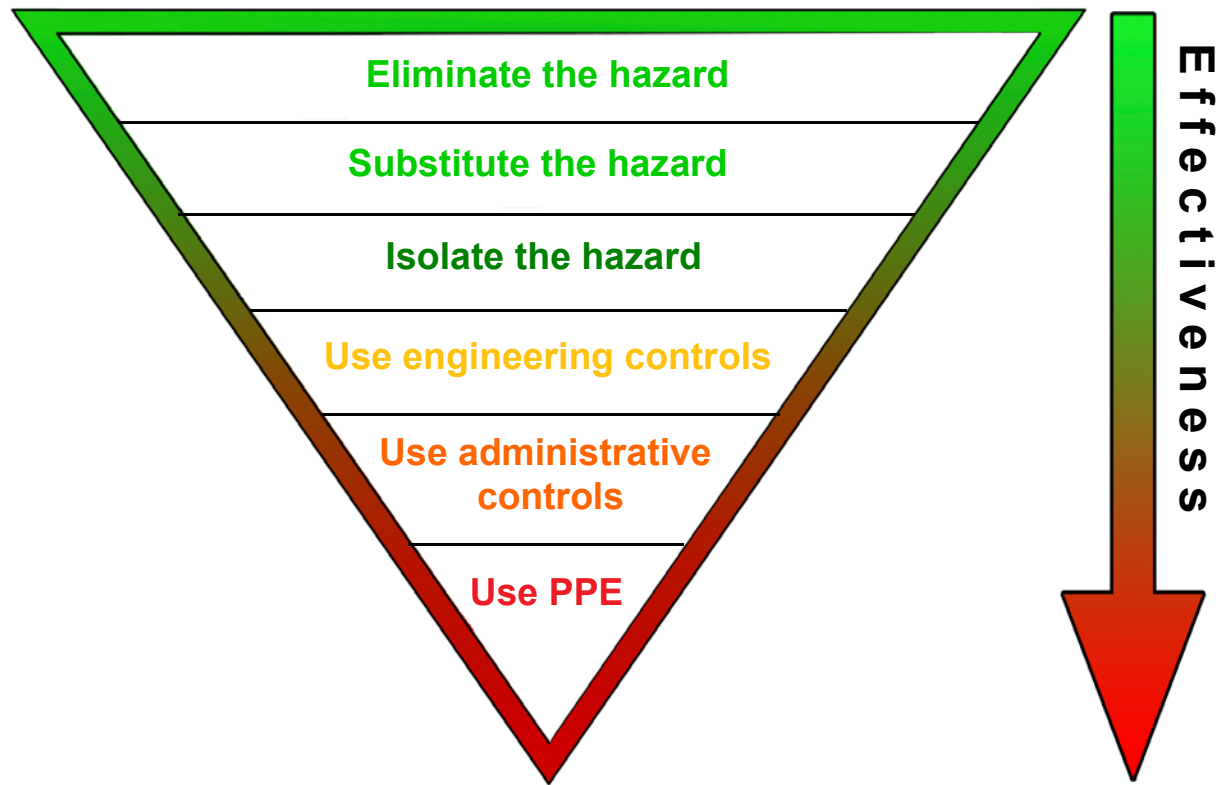 Eliminate the hazard
Substitute the hazard
Isolate the hazard
Use engineering controls
Use administrative
controls
Use PPE
Effectiveness